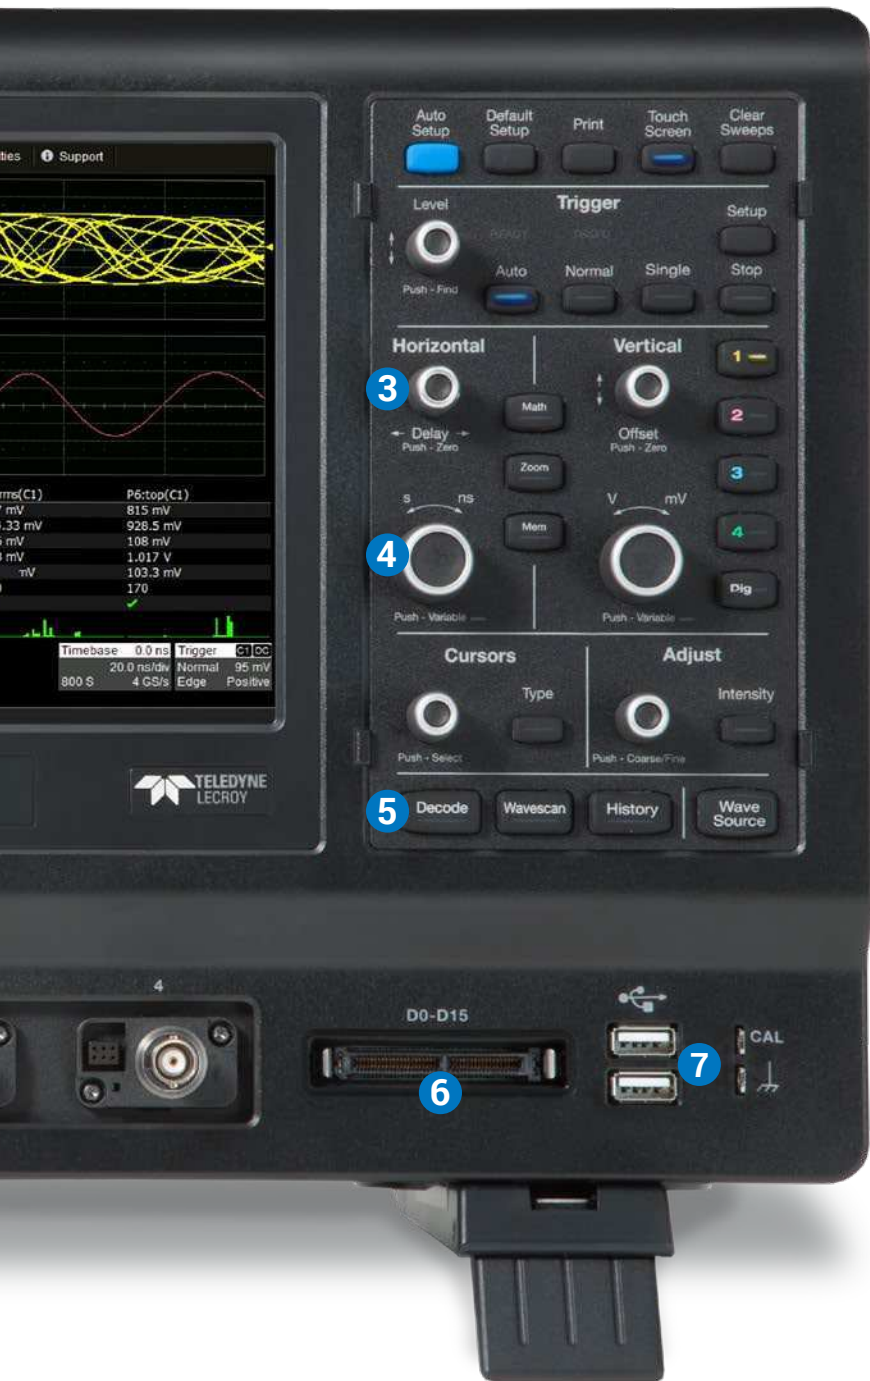 ties Support
rms(C1) P6:top(C1)
mV 815 mV
.33 mV 928.5 mV
mV 108 mV
mV 1.017 V
mV 103.3 mV
170
Timebase 0.0 ns Trigger C1 DC
20.0 ns/div Normal 95 mV
800 S 4 GS/s Edge Positive
TELEDYNE
LECROY
Auto
Setup
Default
Setup
Print
Touch
Screen
Clear
Sweeps
Level
Trigger
Setup
READY
TRIG'D
Push - Find
Auto
Normal
Single
Stop
Horizontal
3
Delay
Push - Zero
s ns
4
Push - Variable
Math
Zoom
Mem
Vertical
Offset
Push - Zero
V mV
Push - Variable
1
2
3
4
Dig
Cursors
Type
Push - Select
Adjust
Intensity
Push - Coarse/Fine
5
Decode
Wavescan
History
Wave
Source
4
D0-D15
6
7
CAL